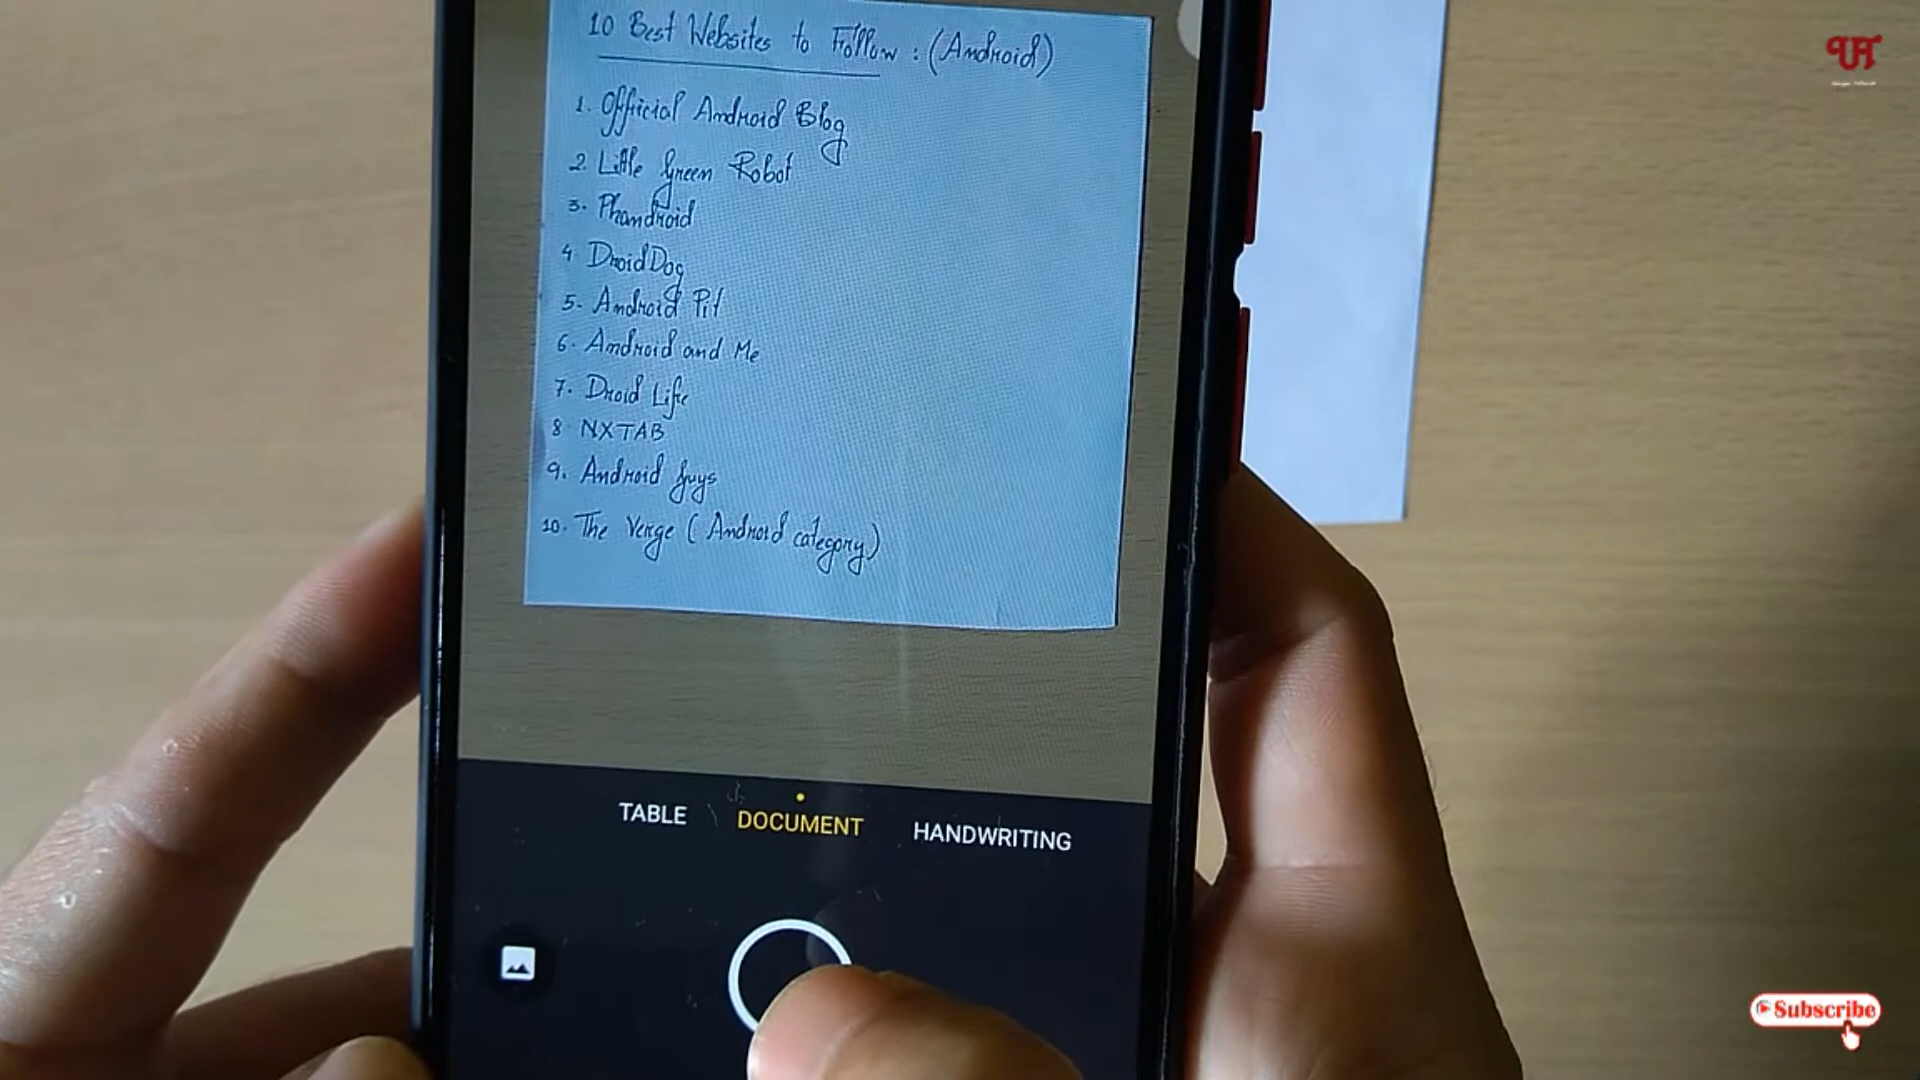 10 Best Websites to Follow : (Android)
1. Official Android Blog
2. Little Green Robot
3. Phandroid
4 DroidDog
5. Android Pit
6. Android and Me
7. Droid Life
8 NXTAB
9. Android Guys
10. The Verge (Android category)
TABLE DOCUMENT HANDWRITING
Subscribe